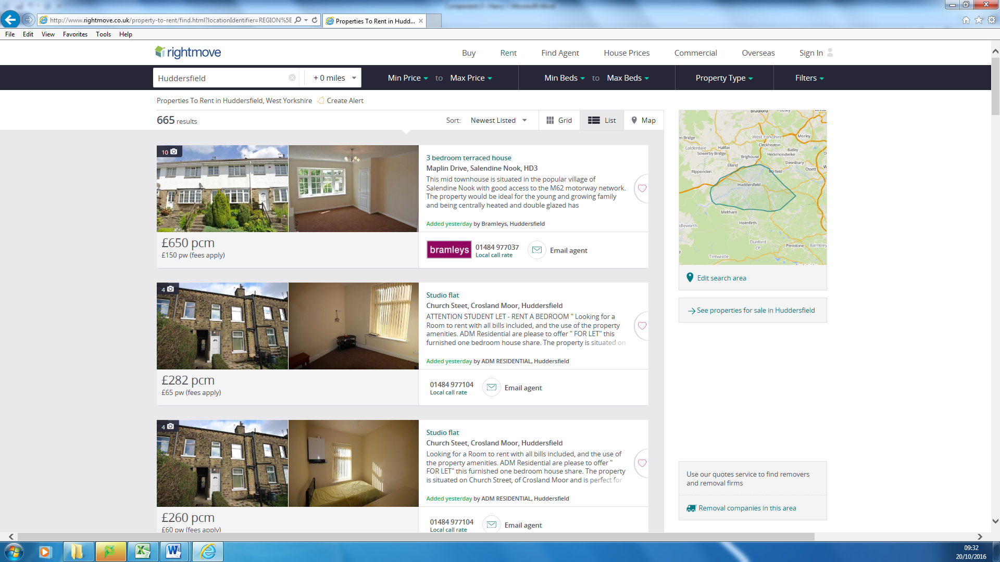 http://www.rightmove.co.uk/property-to-rent/find.html?locationIdentifier=REGION%5E
Properties To Rent in Hudd...
File Edit View Favorites Tools Help
rightmove
Buy Rent Find Agent House Prices Commercial Overseas Sign In
Huddersfield + 0 miles Min Price to Max Price Min Beds to Max Beds Property Type Filters
Properties To Rent in Huddersfield, West Yorkshire Create Alert
665 results
Sort: Newest Listed Grid List Map
10
3 bedroom terraced house
Maplin Drive, Salendine Nook, HD3
This mid townhouse is situated in the popular village of
Salendine Nook with good access to the M62 motorway network.
The property would be ideal for the young and growing family
and being centrally heated and double glazed has
Added yesterday by Bramleys, Huddersfield
£650 pcm
£150 pw (fees apply)
bramleys
01484 977037
Local call rate
Email agent
4
Studio flat
Church Steet, Crosland Moor, Huddersfield
ATTENTION STUDENT LET - RENT A BEDROOM " Looking for a
Room to rent with all bills included, and the use of the property
amenities. ADM Residential are please to offer " FOR LET" this
furnished one bedroom house share. The property is situated on
Added yesterday by ADM RESIDENTIAL, Huddersfield
£282 pcm
£65 pw (fees apply)
01484 977104
Local call rate
Email agent
4
Studio flat
Church Steet, Crosland Moor, Huddersfield
Looking for a Room to rent with all bills included, and the use of
the property amenities. ADM Residential are please to offer "
FOR LET" this furnished one bedroom house share. The property
is situated on Church Street, of Crosland Moor and is perfect for
Added yesterday by ADM RESIDENTIAL, Huddersfield
£260 pcm
£60 pw (fees apply)
01484 977104
Local call rate
Email agent
Bradford
West Yorkshire
Morley
en Bridge
Cleckheaton
Calderdale
Halifax
Batley
Sowerby Bridge
Heckmondwike
Brighouse
Elland
Dewsbury
Ripponden
Mirfield
Ossett
Huddersfield
Meltham
Holmfirth
dleworth
Dunford
CP
Penistone
Barnsley
Tintwistle
Edit search area
See properties for sale in Huddersfield
Use our quotes service to find removers
and removal firms
Removal companies in this area
09:32
20/10/2016